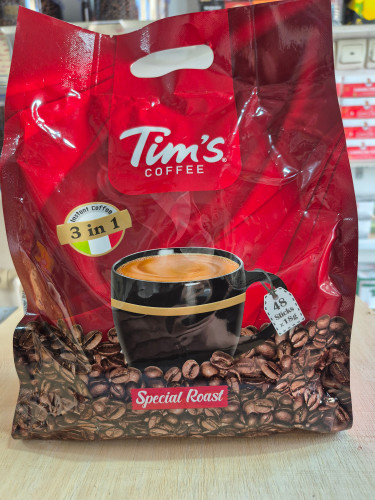 Tim's
COFFEE
Instant Coffee
3 in 1
48
Sticks
x 18g
Special Roast